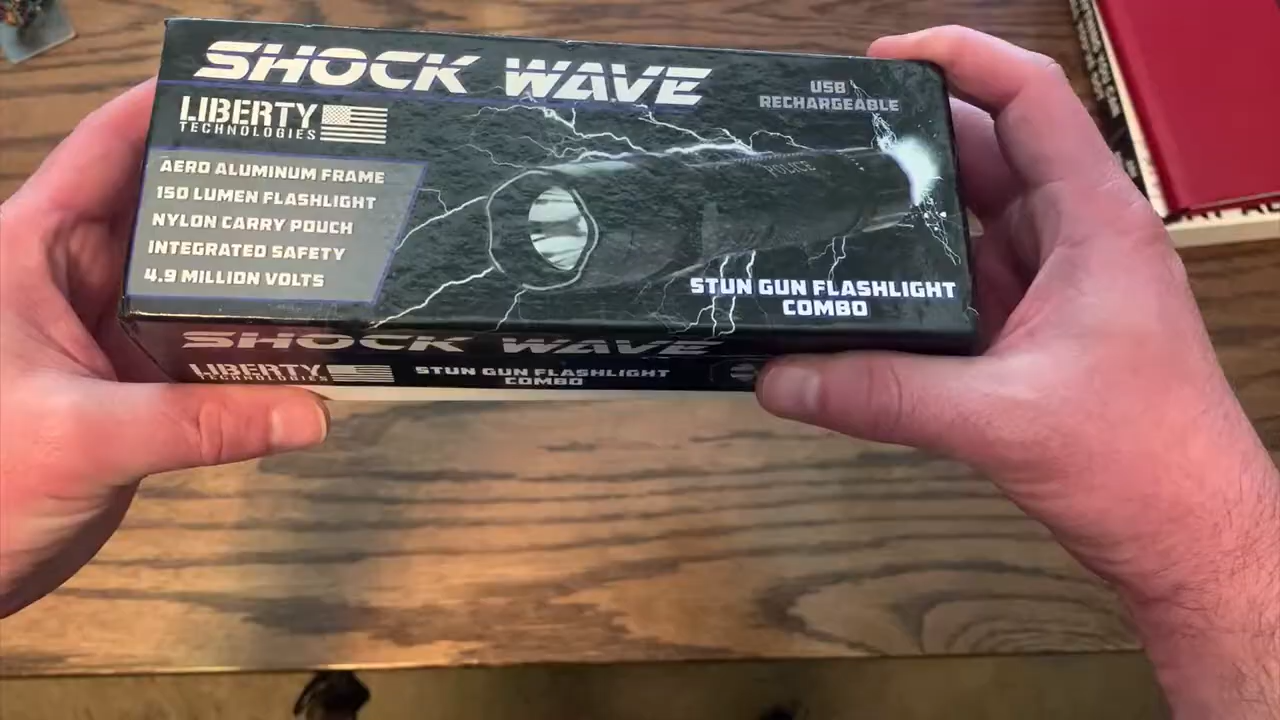 SHOCK WAVE
LIBERTY
TECHNOLOGIES
USB
RECHARGEABLE
AERO ALUMINUM FRAME
150 LUMEN FLASHLIGHT
NYLON CARRY POUCH
INTEGRATED SAFETY
4.9 MILLION VOLTS
POLICE
STUN GUN FLASHLIGHT
COMBO
SHOCK WAVE
LIBERTY
TECHNOLOGIES
STUN GUN FLASHLIGHT
COMBO